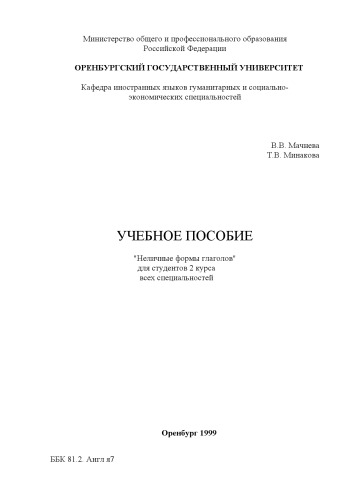 Министерство общего и профессионального образования
Российской Федерации
ОРЕНБУРГСКИЙ ГОСУДАРСТВЕННЫЙ УНИВЕРСИТЕТ
Кафедра иностранных языков гуманитарных и социально-
экономических специальностей
В.В. Мачнева
Т.В. Минакова
УЧЕБНОЕ ПОСОБИЕ
"Неличные формы глаголов"
для студентов 2 курса
всех специальностей
Оренбург 1999
ББК 81.2 Англ я7